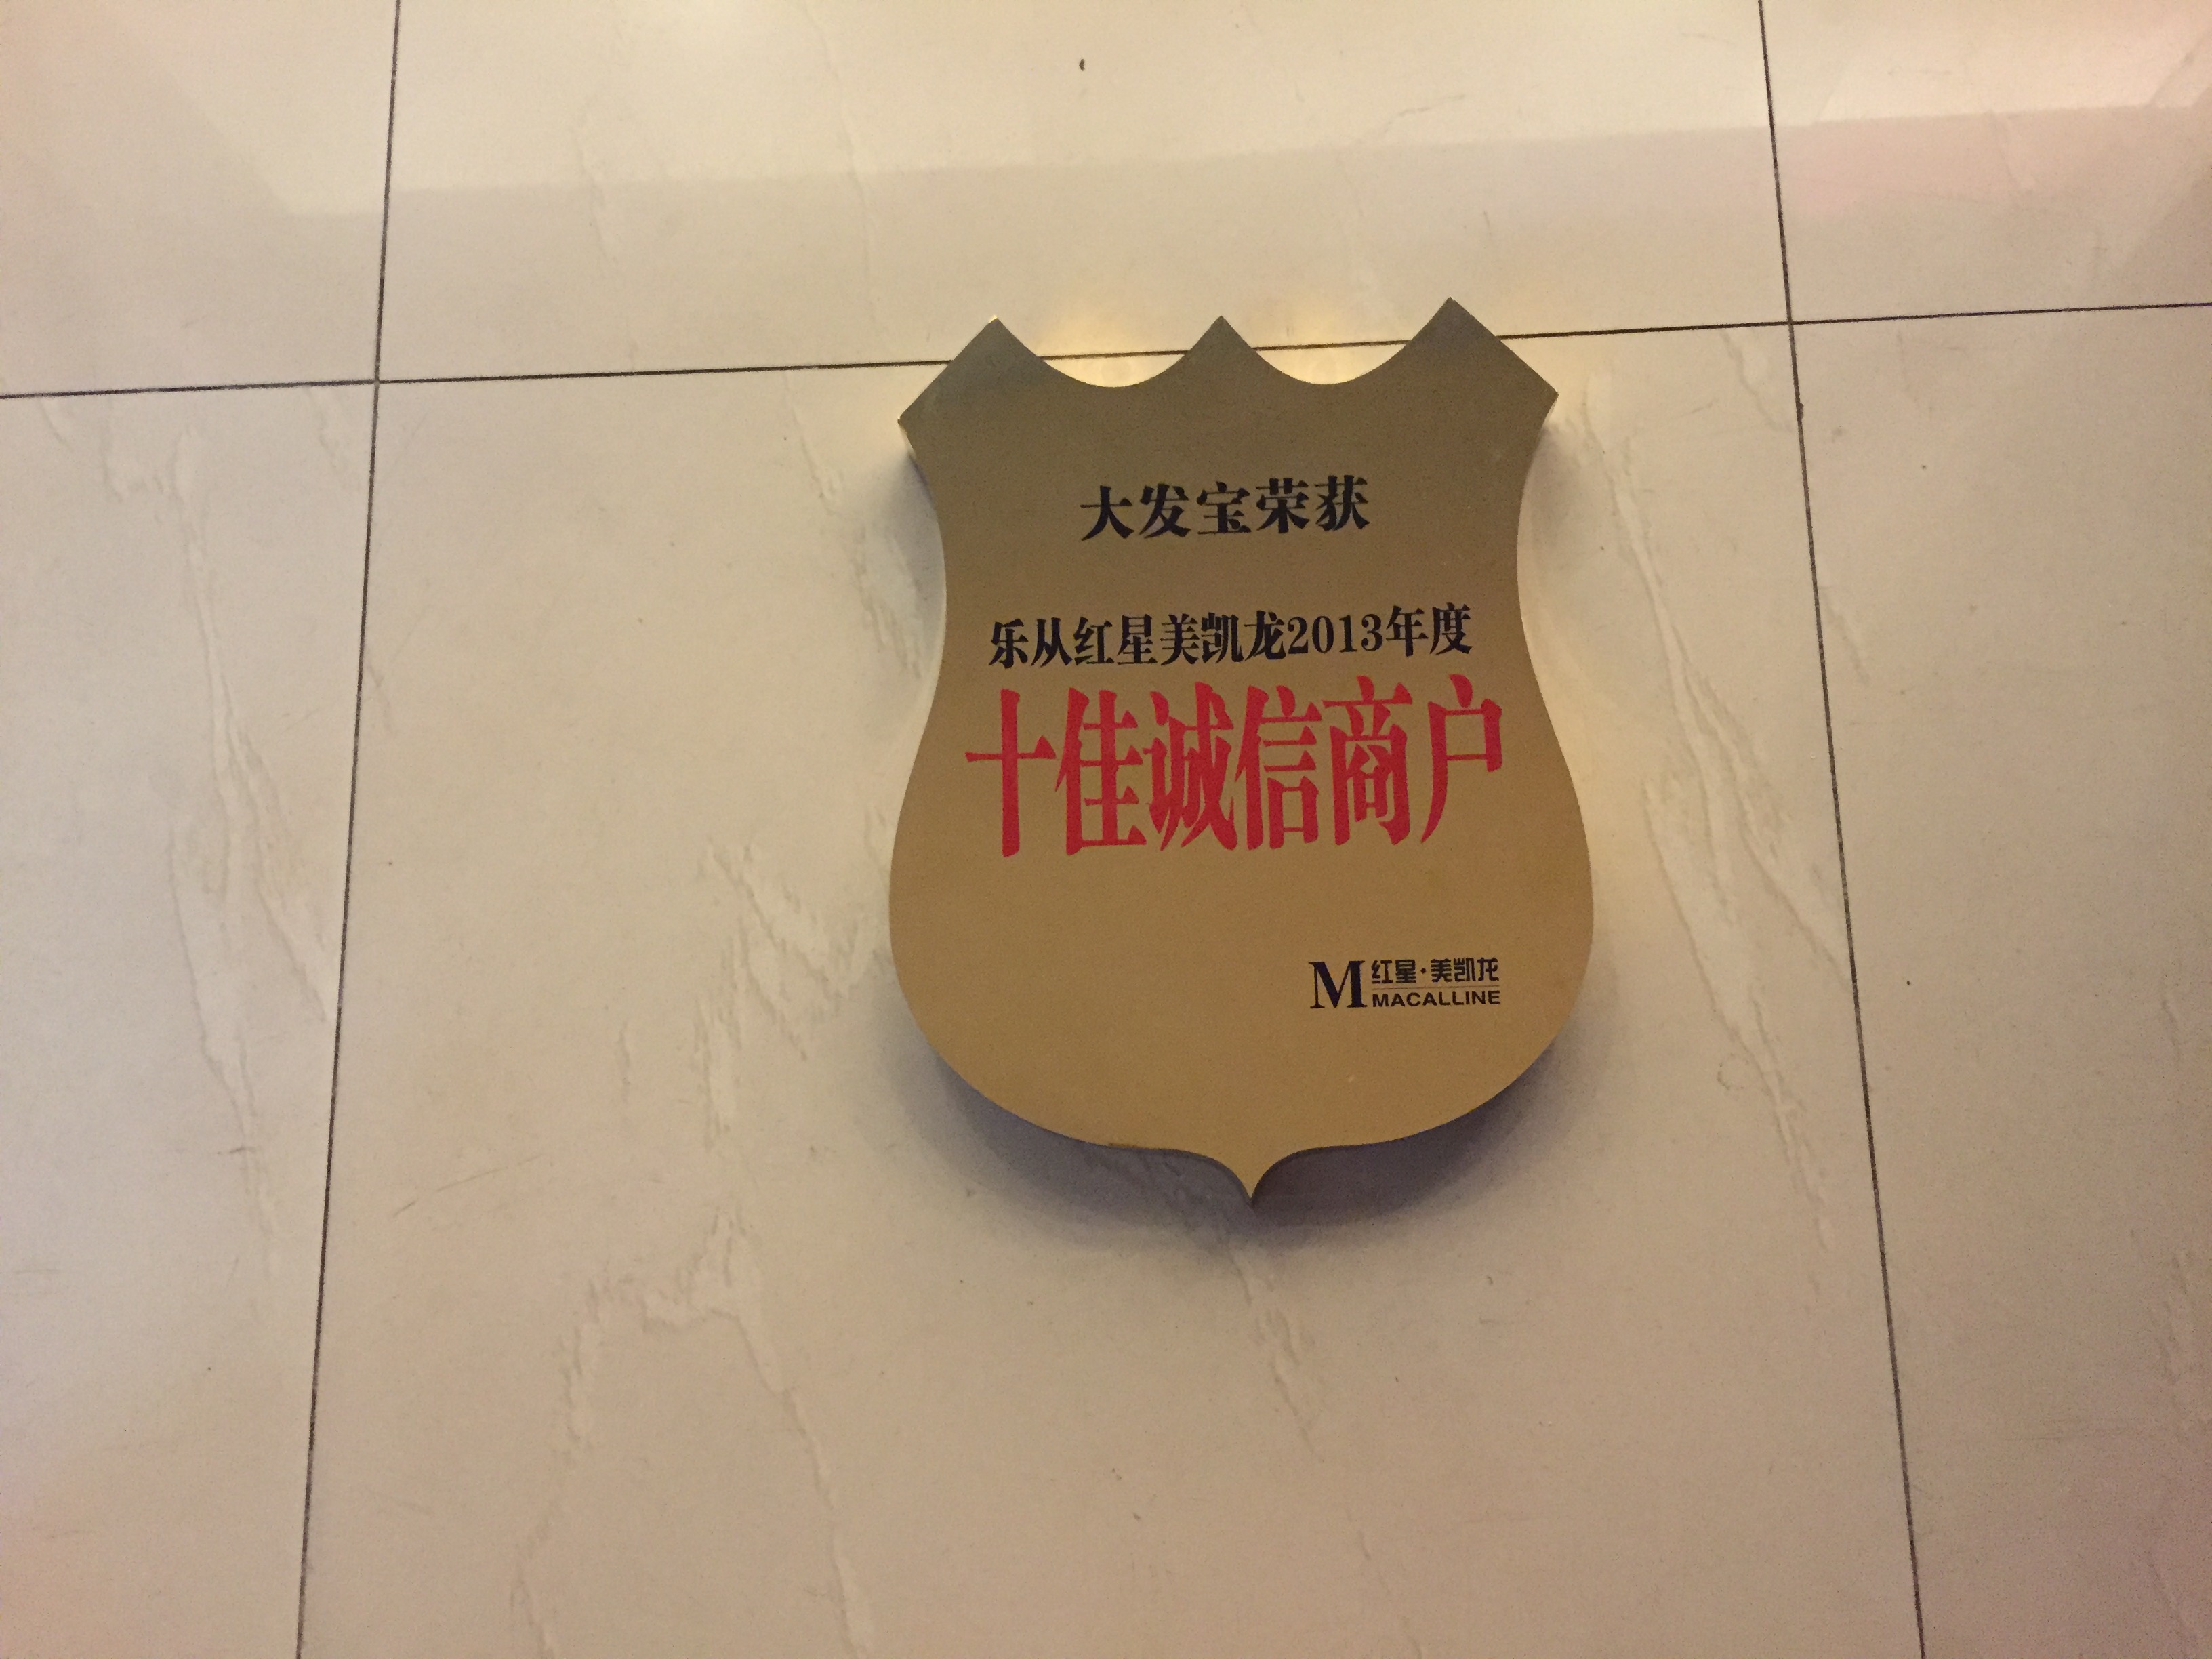 大发宝荣获
乐从红星美凯龙2013年度
十佳诚信商户
M 红星·美凯龙
MACALLINE